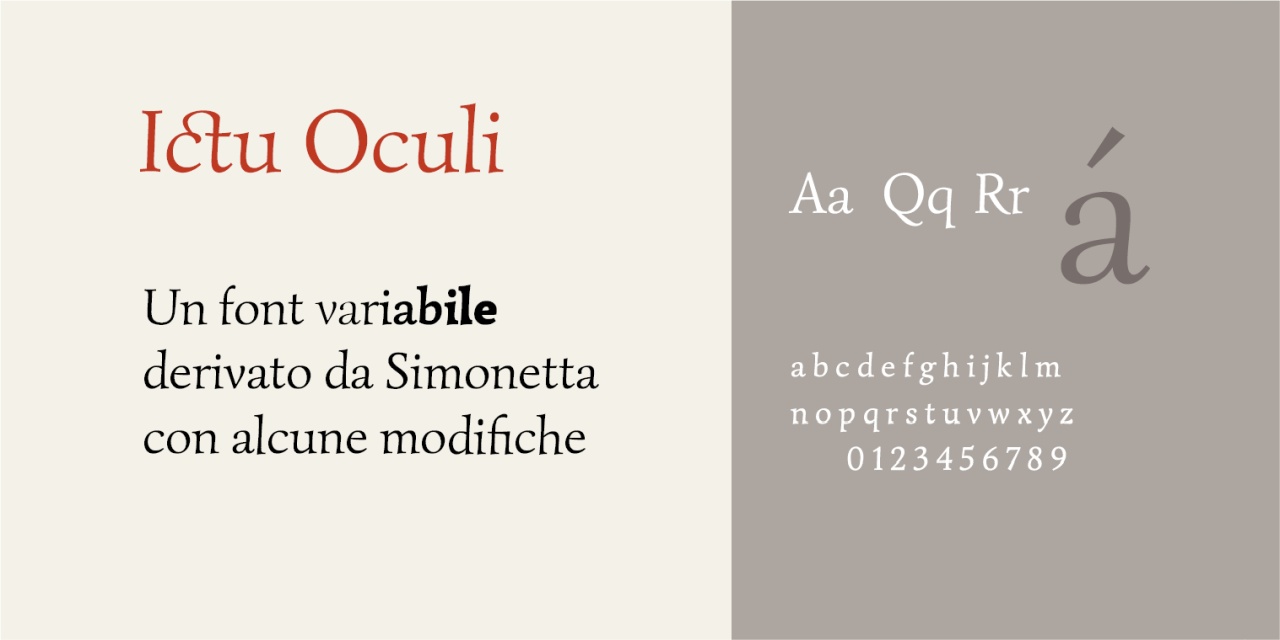 Ictu Oculi
Un font variabile
derivato da Simonetta
con alcune modifiche
Aa Qq Rr
á
a b c d e f g h i j k l m
n o p q r s t u v w x y z
0 1 2 3 4 5 6 7 8 9